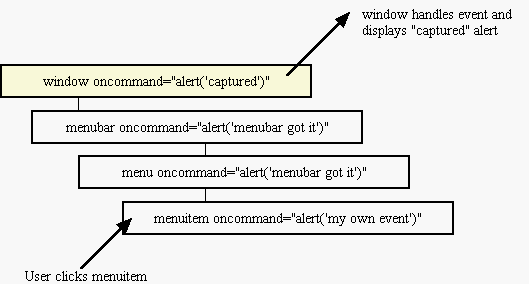 window handles event and
displays "captured" alert
window oncommand="alert('captured')"
menubar oncommand="alert('menubar got it')"
menu oncommand="alert('menubar got it')"
menuitem oncommand="alert('my own event')"
User clicks menuitem